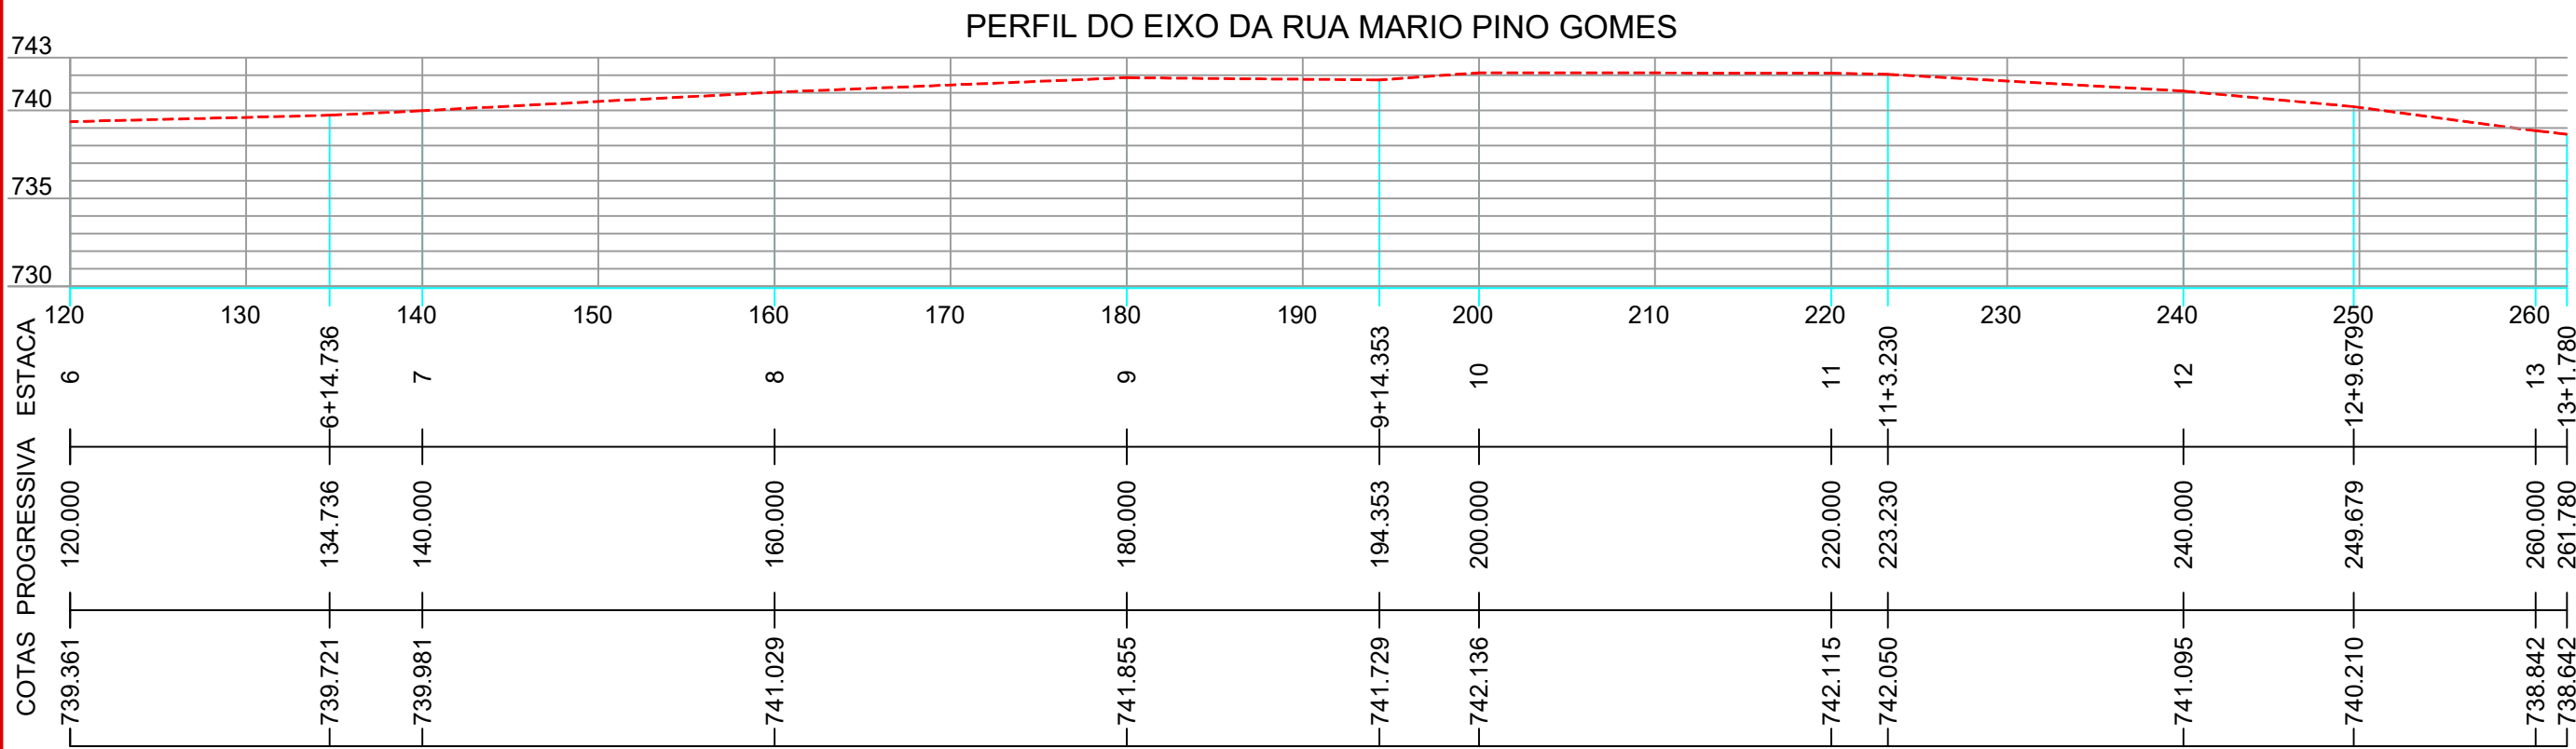 PERFIL DO EIXO DA RUA MARIO PINO GOMES
743
740
735
730
120 130 140 150 160 170 180 190 200 210 220 230 240 250 260
ESTACA 6 6+14.736 7 8 9 9+14.353 10 11 11+3.230 12 12+9.679 13 13+1.780
PROGRESSIVA 120.000 134.736 140.000 160.000 180.000 194.353 200.000 220.000 223.230 240.000 249.679 260.000 261.780
COTAS 739.361 739.721 739.981 741.029 741.855 741.729 742.136 742.115 742.050 741.095 740.210 738.842 738.642